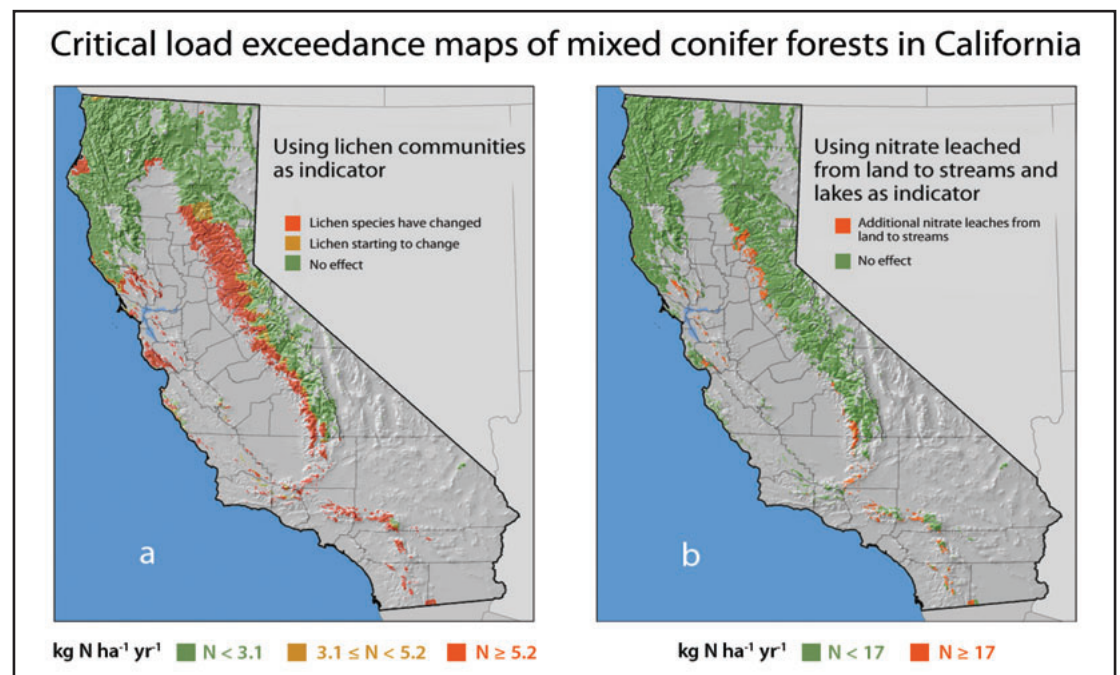 Critical load exceedance maps of mixed conifer forests in California
Using lichen communities
as indicator
Lichen species have changed
Lichen starting to change
No effect
a
kg N ha⁻¹ yr⁻¹ N < 3.1 3.1 ≤ N < 5.2 N ≥ 5.2
Using nitrate leached
from land to streams and
lakes as indicator
Additional nitrate leaches from
land to streams
No effect
b
kg N ha⁻¹ yr⁻¹ N < 17 N ≥ 17